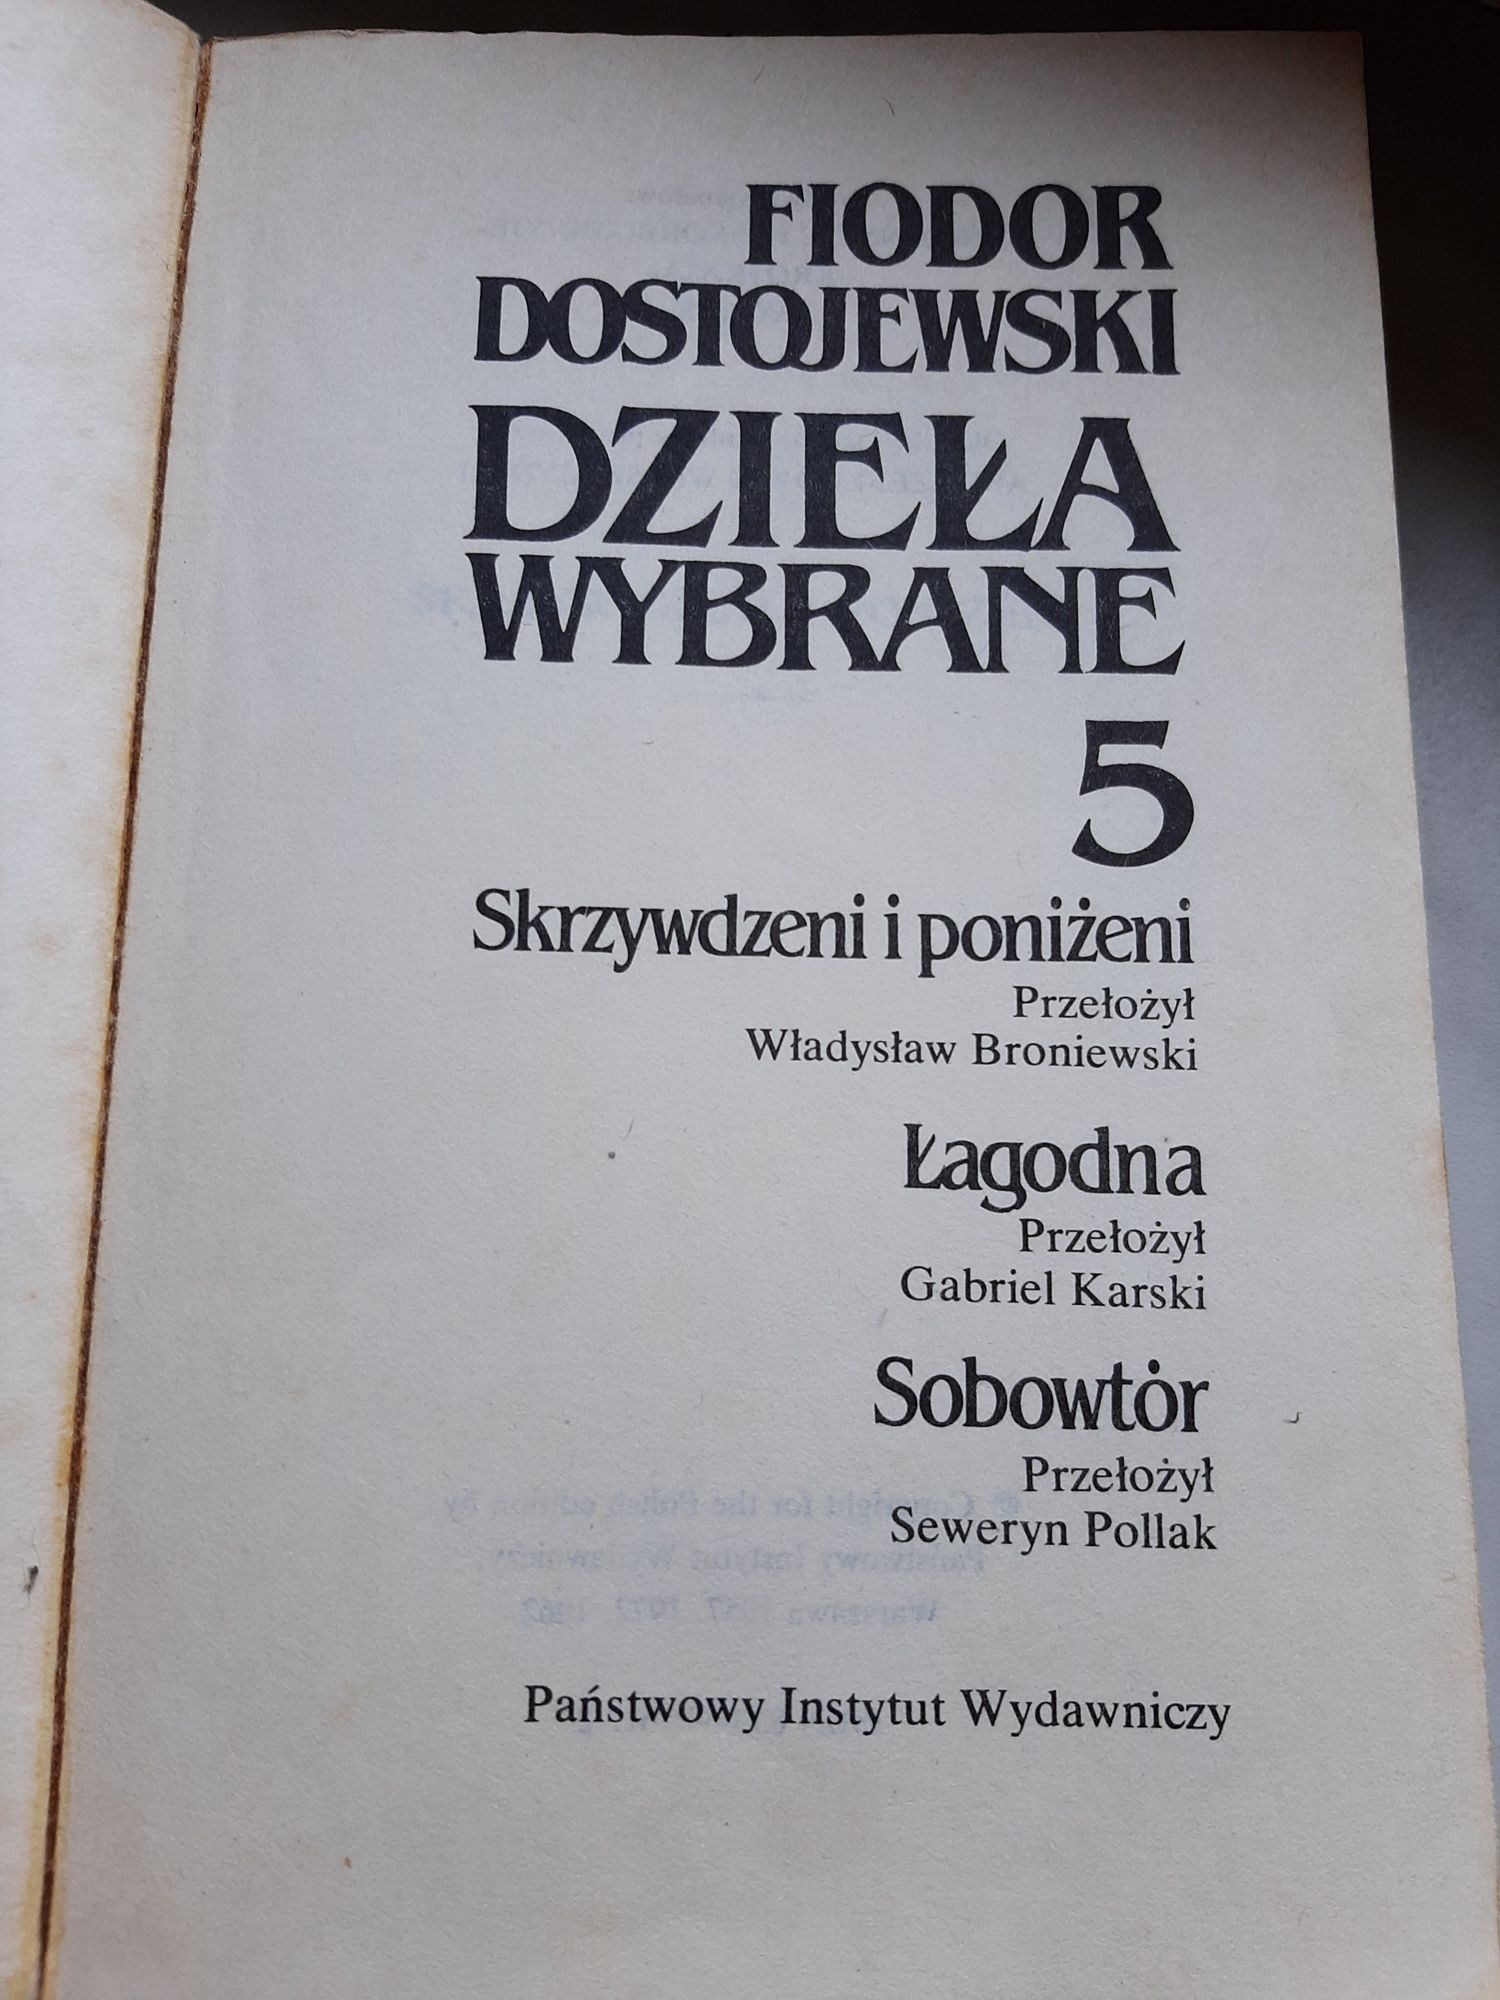 FIODOR
DOSTOJEWSKI
DZIEŁA
WYBRANE
5
Skrzywdzeni i poniżeni
Przełożył
Władysław Broniewski
Łagodna
Przełożył
Gabriel Karski
Sobowtór
Przełożył
Seweryn Pollak
Państwowy Instytut Wydawniczy